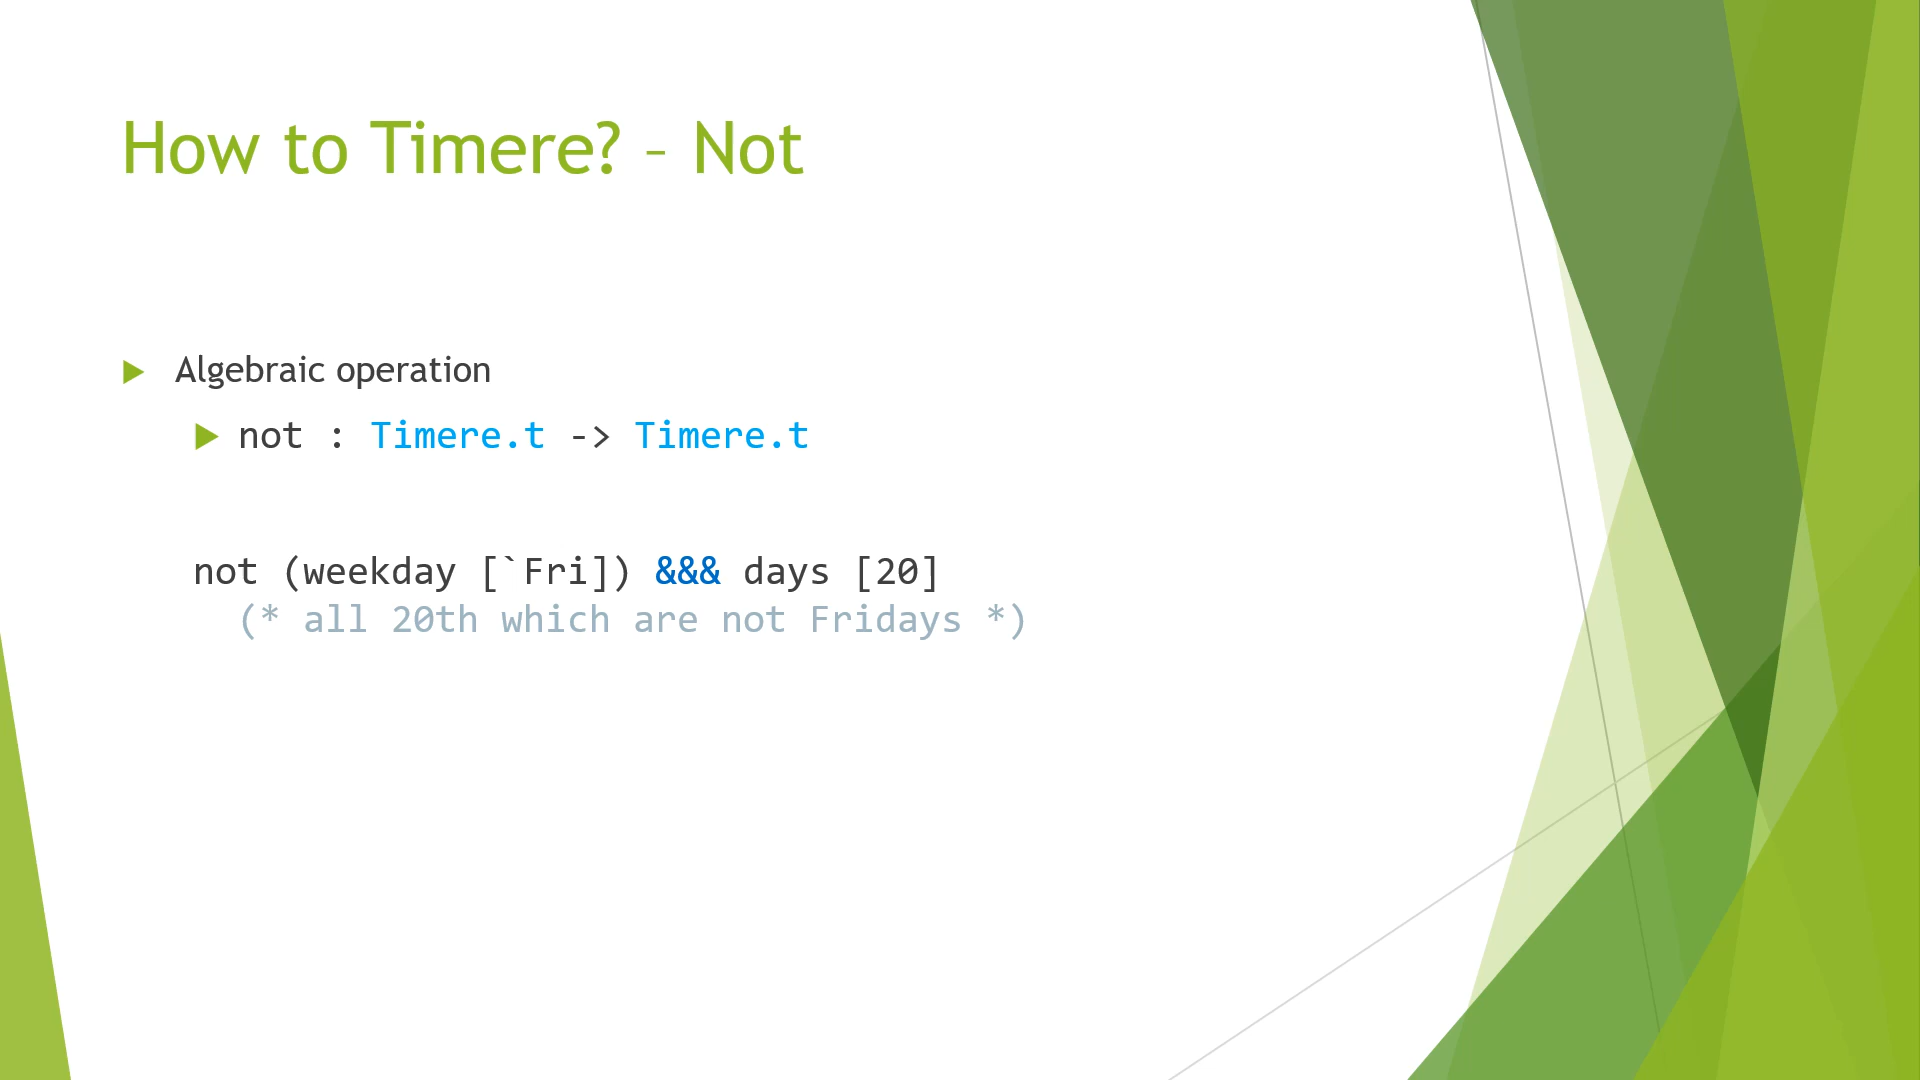 How to Timere? – Not
Algebraic operation
not : Timere.t -> Timere.t
not (weekday [`Fri]) &&& days [20]
(* all 20th which are not Fridays *)